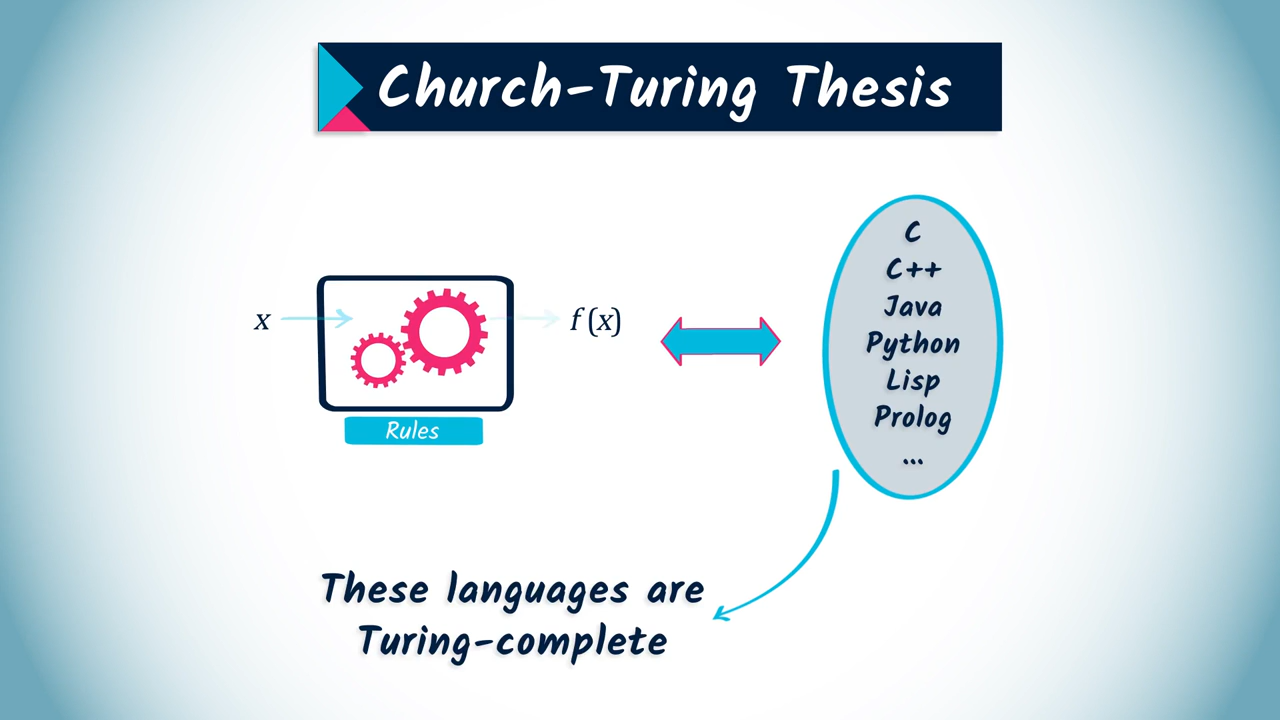 Church-Turing Thesis
x
f (x)
Rules
C
C++
Java
Python
Lisp
Prolog
...
These languages are
Turing-complete